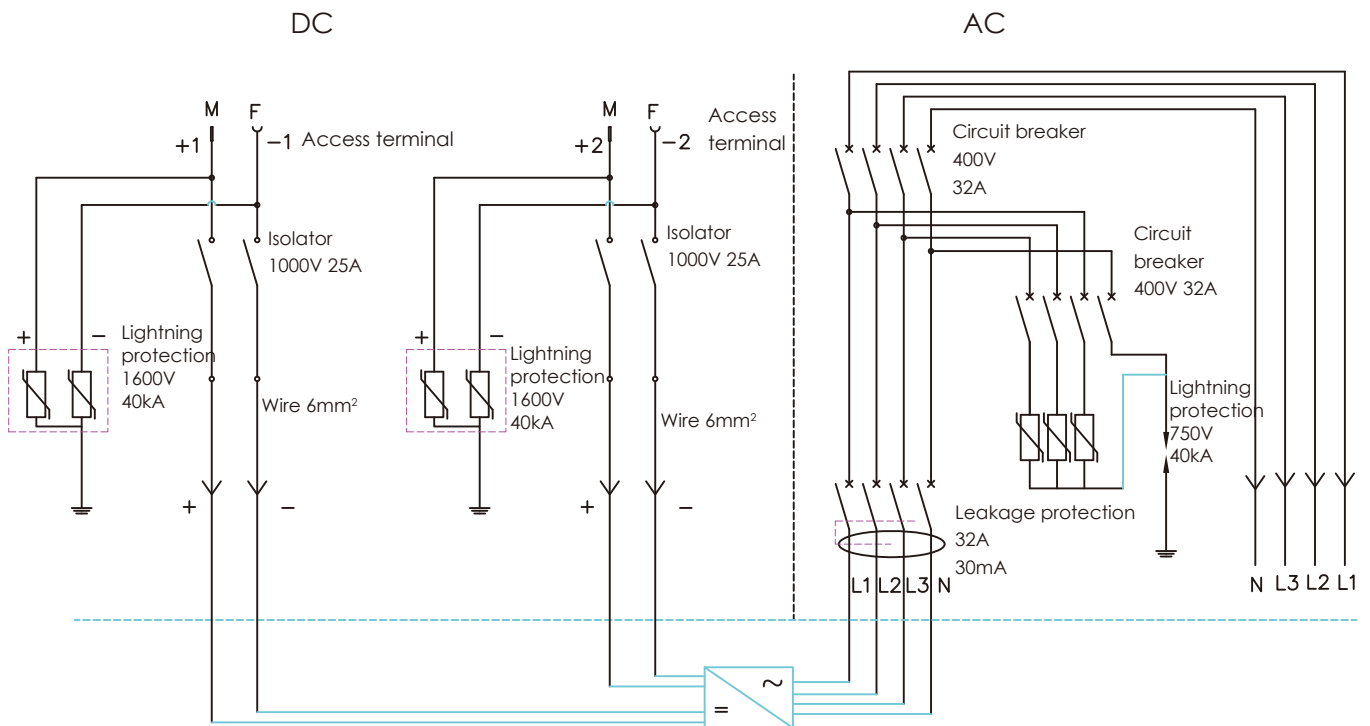 DC
AC
M
F
+1
−1 Access terminal
M
F
+2
−2
Access
terminal
Circuit breaker
400V
32A
Isolator
1000V 25A
Isolator
1000V 25A
Circuit
breaker
400V 32A
+
−
Lightning
protection
1600V
40kA
+
−
Lightning
protection
1600V
40kA
Wire 6mm²
Wire 6mm²
Lightning
protection
750V
40kA
+
−
+
−
Leakage protection
32A
30mA
L1 L2 L3 N
N L3 L2 L1
=
~